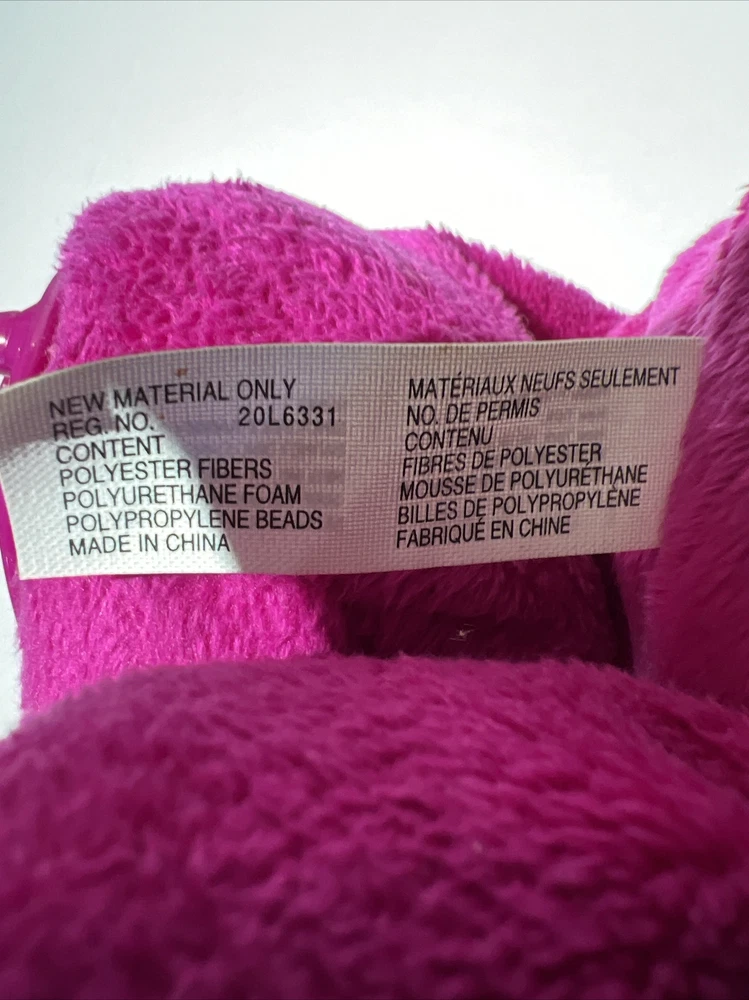 NEW MATERIAL ONLY
REG. NO. 20L6331
CONTENT
POLYESTER FIBERS
POLYURETHANE FOAM
POLYPROPYLENE BEADS
MADE IN CHINA
MATÉRIAUX NEUFS SEULEMENT
NO. DE PERMIS
CONTENU
FIBRES DE POLYESTER
MOUSSE DE POLYURÉTHANE
BILLES DE POLYPROPYLÈNE
FABRIQUÉ EN CHINE